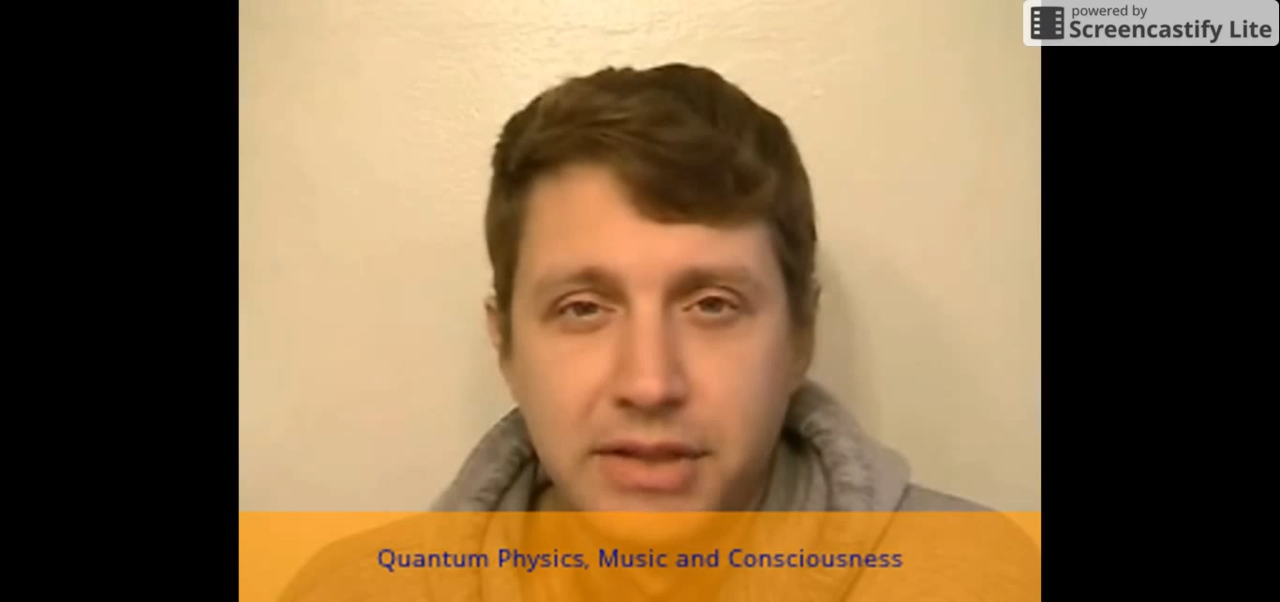 powered by
Screencastify Lite
Quantum Physics, Music and Consciousness